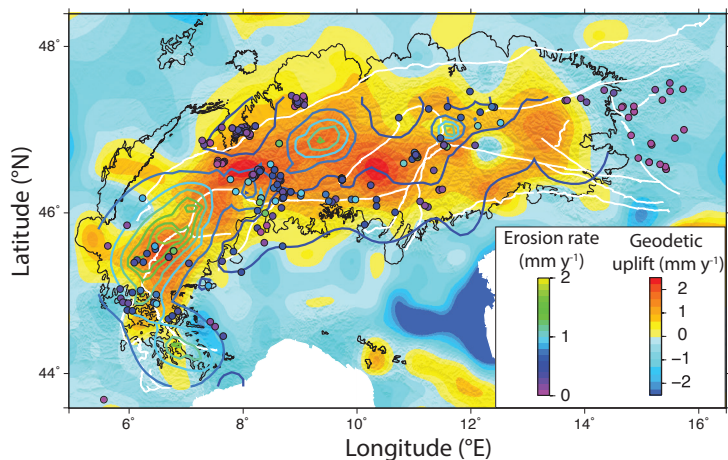 48°
46°
44°
Latitude (°N)
6°
8°
10°
12°
14°
16°
Longitude (°E)
Erosion rate
(mm y⁻¹)
2
1
0
Geodetic
uplift (mm y⁻¹)
2
1
0
−1
−2